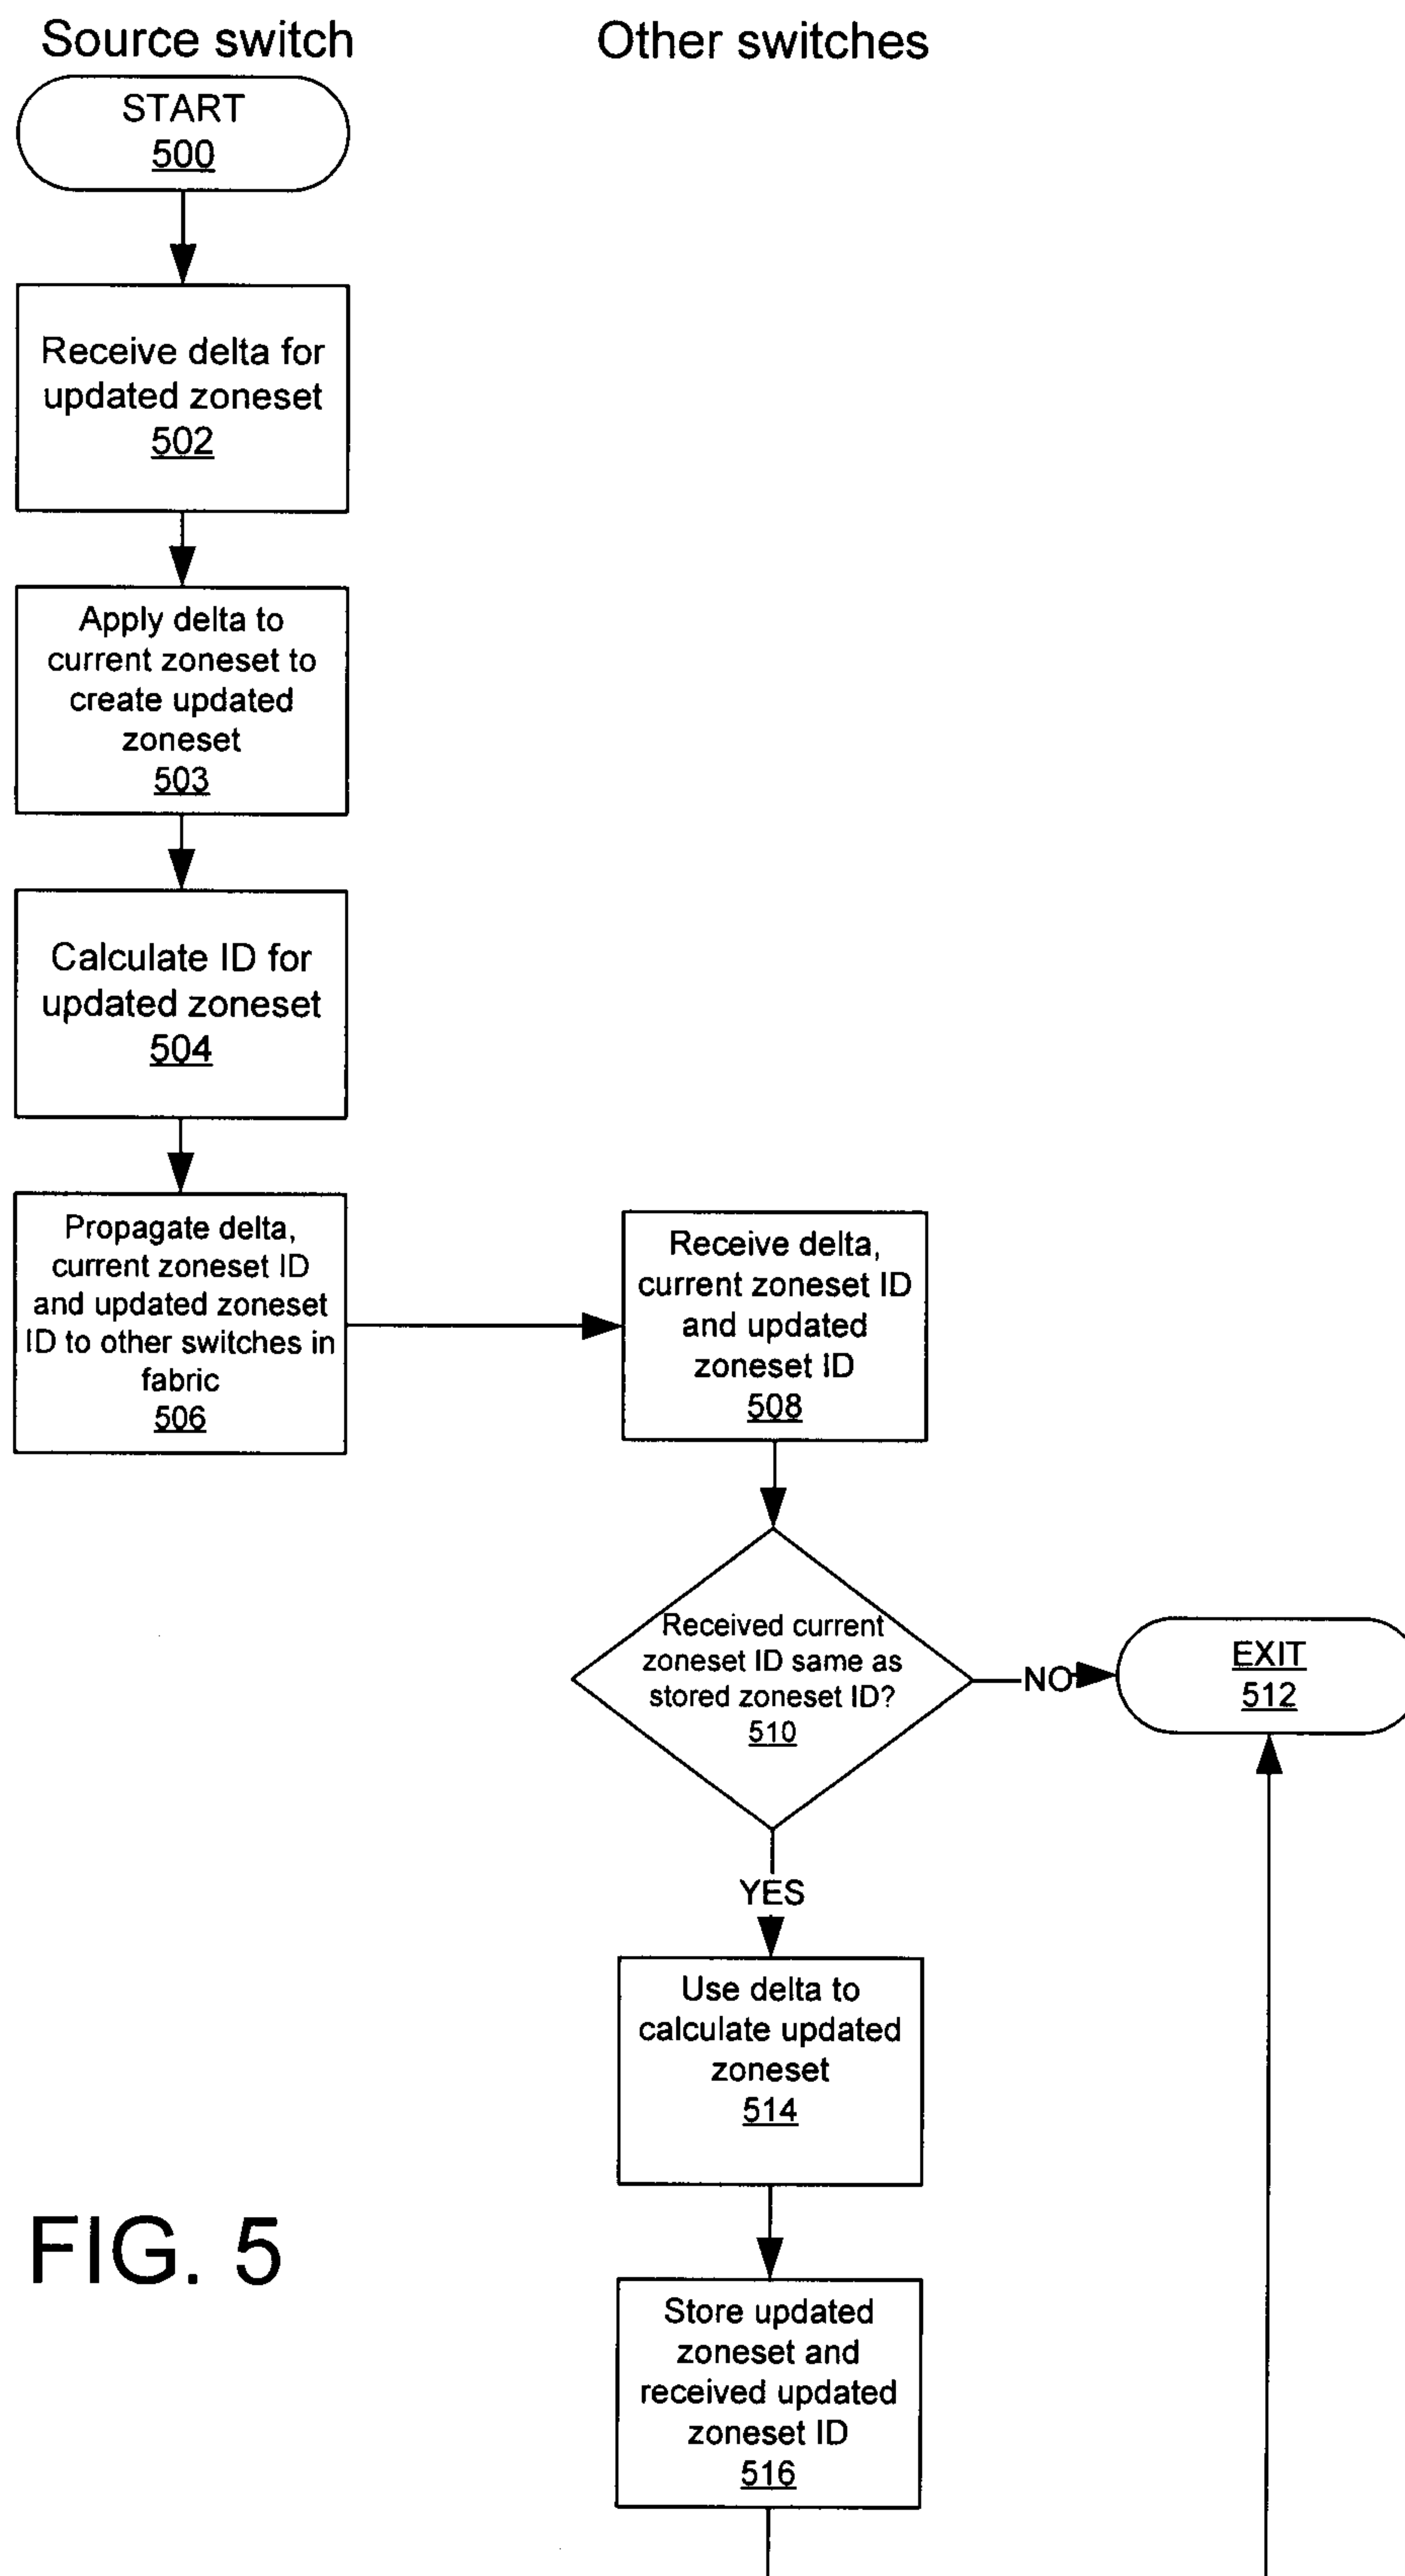 Source switch
Other switches
START
500
Receive delta for
updated zoneset
502
Apply delta to
current zoneset to
create updated
zoneset
503
Calculate ID for
updated zoneset
504
Propagate delta,
current zoneset ID
and updated zoneset
ID to other switches in
fabric
506
Receive delta,
current zoneset ID
and updated
zoneset ID
508
Received current
zoneset ID same as
stored zoneset ID?
510
NO
EXIT
512
YES
Use delta to
calculate updated
zoneset
514
Store updated
zoneset and
received updated
zoneset ID
516
FIG. 5